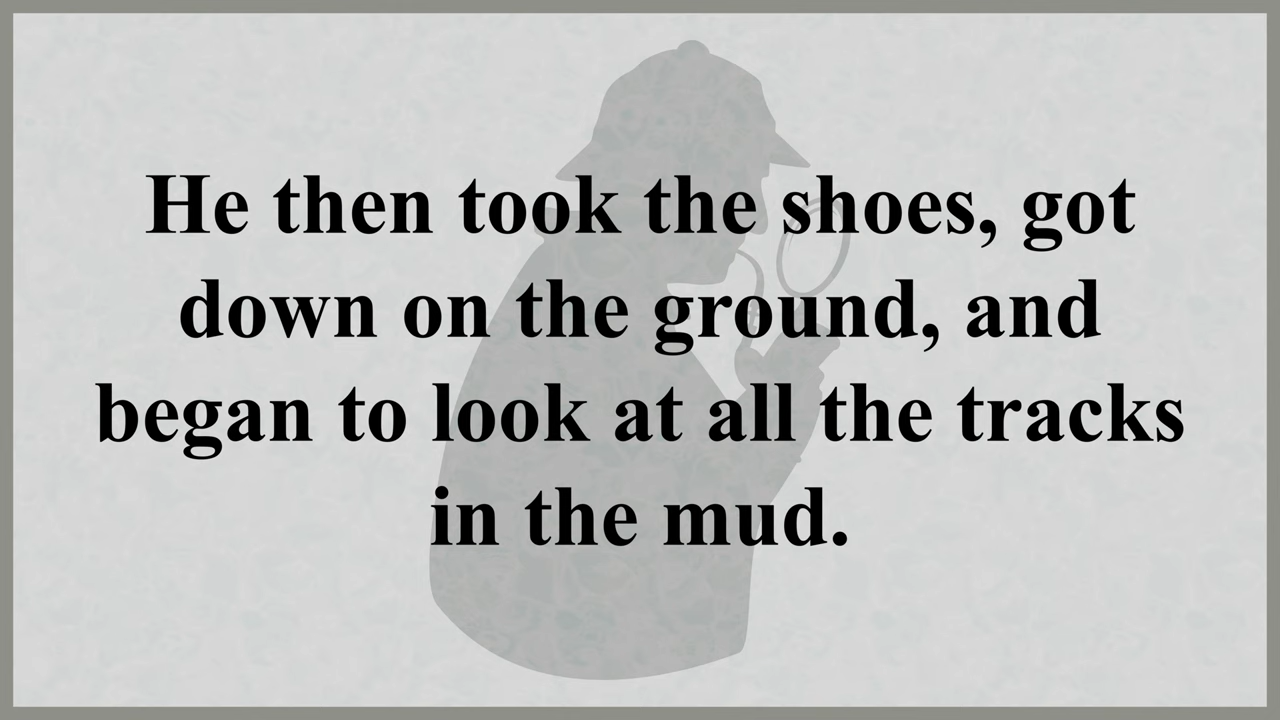 He then took the shoes, got
down on the ground, and
began to look at all the tracks
in the mud.